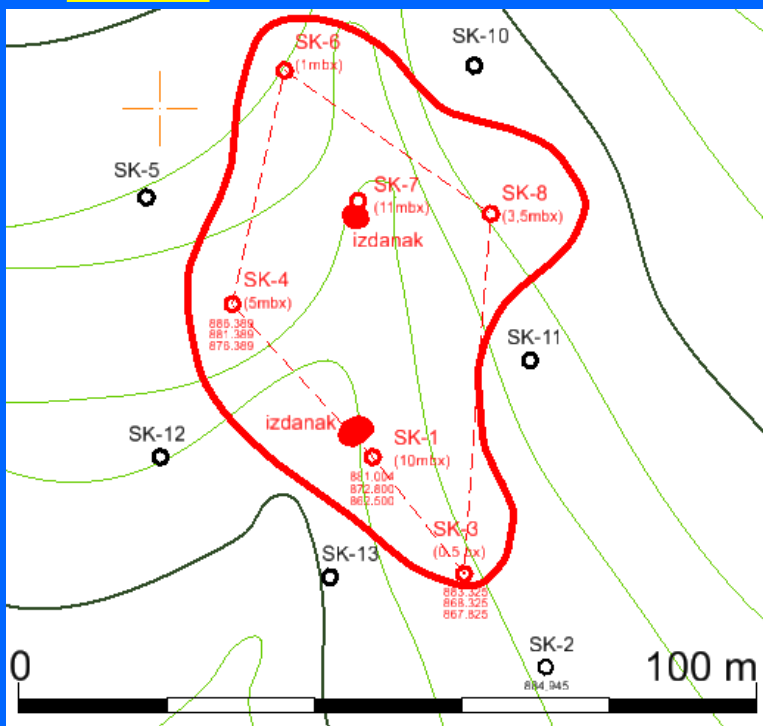 SK-6
(1mbx)
SK-10
SK-5
SK-7
(11mbx)
izdanak
SK-8
(3,5mbx)
SK-4
(5mbx)
886.389
881.389
876.389
SK-11
izdanak
SK-12
SK-1
(10mbx)
881.004
872.800
862.500
SK-3
SK-13
883.325
868.325
867.825
SK-2
884.945
0
100 m